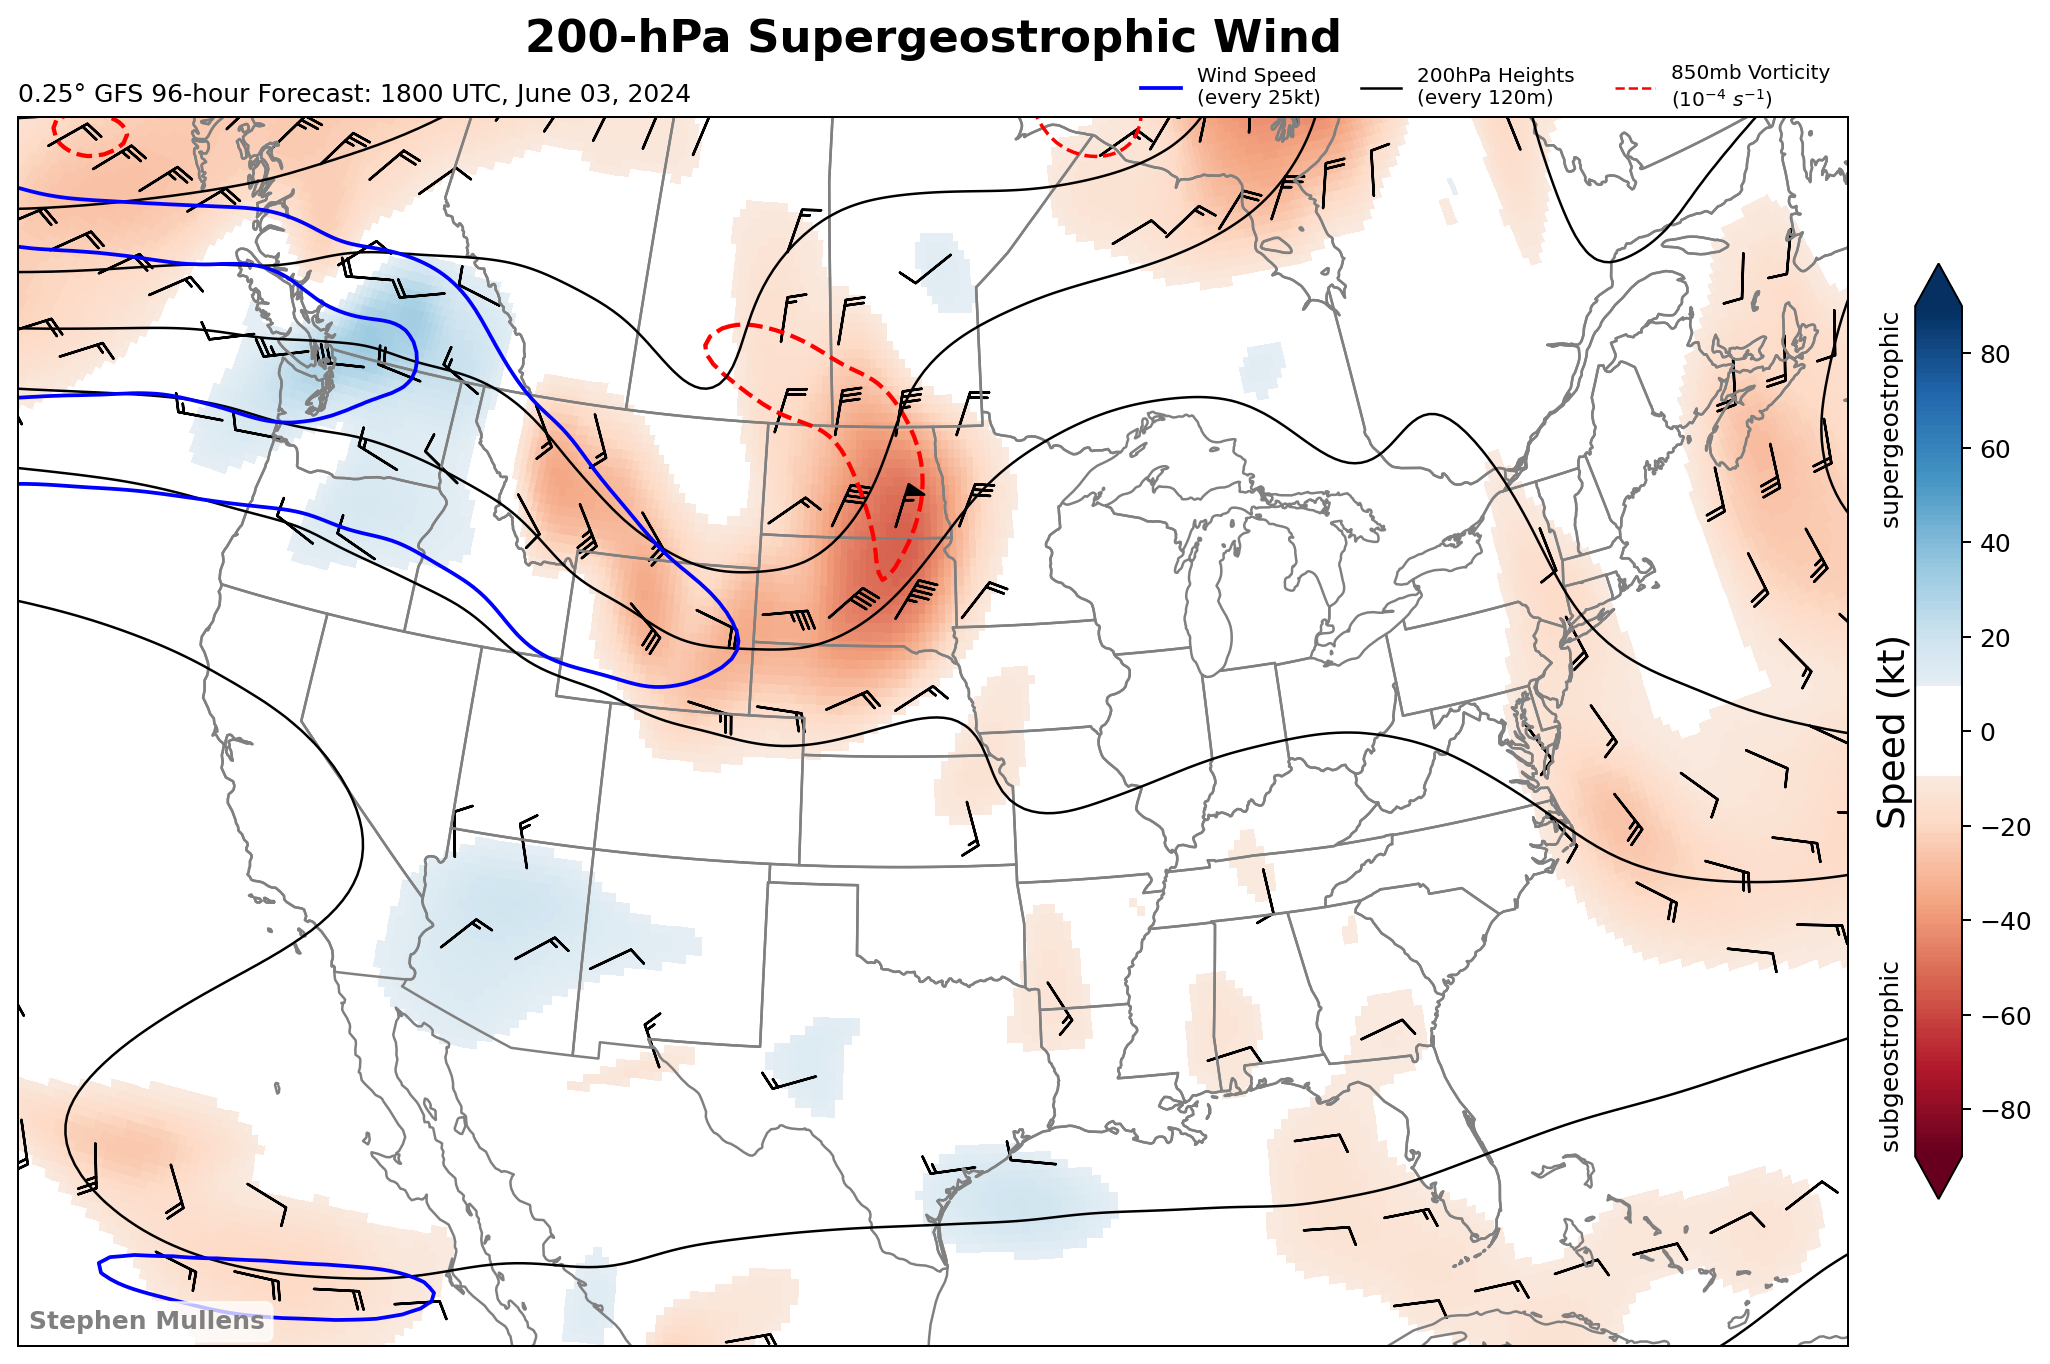 200-hPa Supergeostrophic Wind
0.25° GFS 96-hour Forecast: 1800 UTC, June 03, 2024
Wind Speed
(every 25kt)
200hPa Heights
(every 120m)
850mb Vorticity
(10⁻⁴ s⁻¹)
supergeostrophic
Speed (kt)
subgeostrophic
80
60
40
20
0
−20
−40
−60
−80
Stephen Mullens